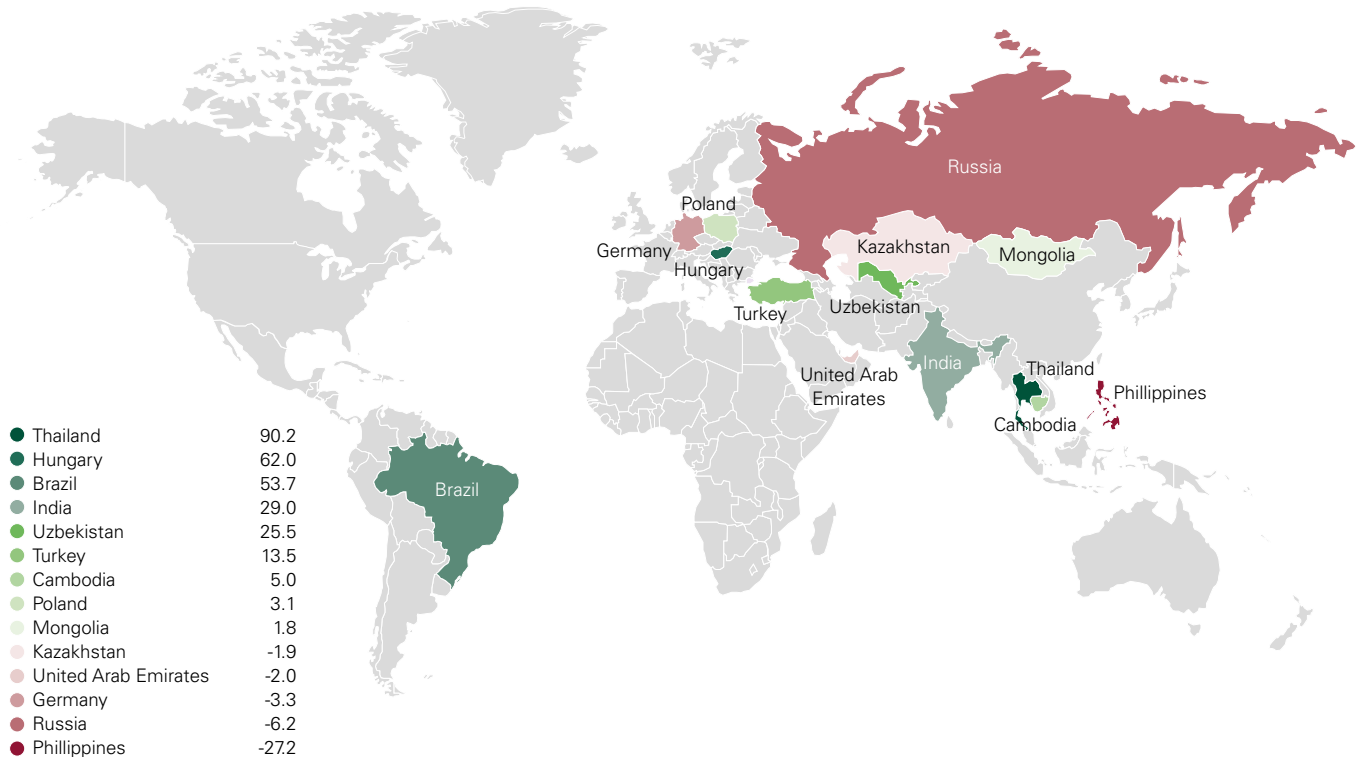 Russia
Poland
Germany
Hungary
Kazakhstan
Mongolia
Turkey
Uzbekistan
India
United Arab
Emirates
Thailand
Phillippines
Cambodia
Brazil
Thailand 90.2
Hungary 62.0
Brazil 53.7
India 29.0
Uzbekistan 25.5
Turkey 13.5
Cambodia 5.0
Poland 3.1
Mongolia 1.8
Kazakhstan -1.9
United Arab Emirates -2.0
Germany -3.3
Russia -6.2
Phillippines -27.2